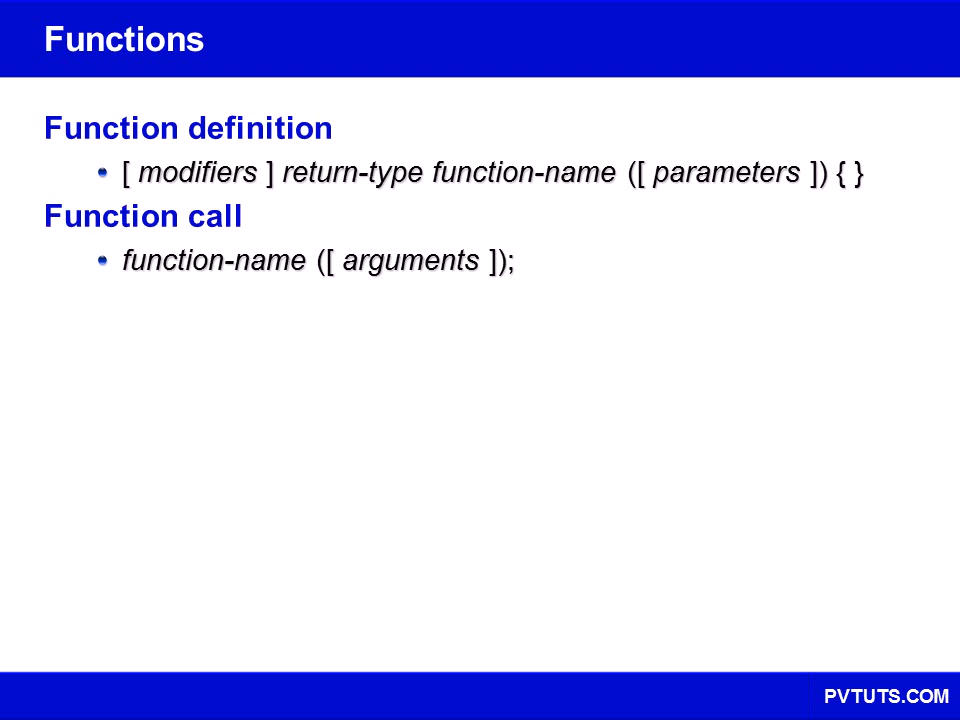 Functions
Function definition
• [ modifiers ] return-type function-name ([ parameters ]) { }
Function call
• function-name ([ arguments ]);
PVTUTS.COM